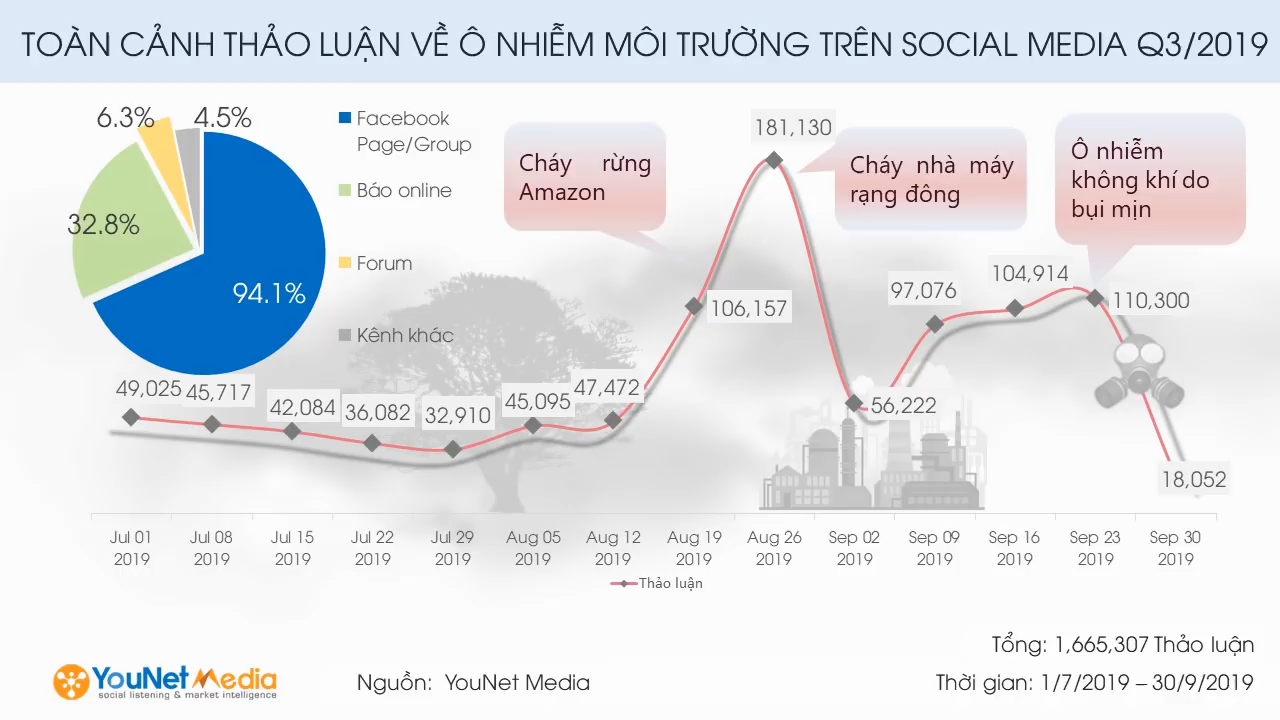 TOÀN CẢNH THẢO LUẬN VỀ Ô NHIỄM MÔI TRƯỜNG TRÊN SOCIAL MEDIA Q3/2019
6.3%
4.5%
32.8%
94.1%
Facebook
Page/Group
Báo online
Forum
Kênh khác
Cháy rừng
Amazon
181,130
Cháy nhà máy
rạng đông
Ô nhiễm
không khí do
bụi mịn
49,025
45,717
42,084
36,082
32,910
45,095
47,472
106,157
56,222
97,076
104,914
110,300
18,052
Jul 01 2019
Jul 08 2019
Jul 15 2019
Jul 22 2019
Jul 29 2019
Aug 05 2019
Aug 12 2019
Aug 19 2019
Aug 26 2019
Sep 02 2019
Sep 09 2019
Sep 16 2019
Sep 23 2019
Sep 30 2019
Thảo luận
Tổng: 1,665,307 Thảo luận
YouNet Media
social listening & market intelligence
Nguồn: YouNet Media
Thời gian: 1/7/2019 – 30/9/2019